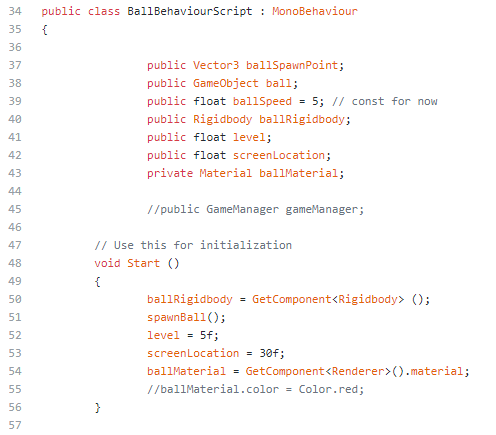 34 public class BallBehaviourScript : MonoBehaviour
35 {
36
37 public Vector3 ballSpawnPoint;
38 public GameObject ball;
39 public float ballSpeed = 5; // const for now
40 public Rigidbody ballRigidbody;
41 public float level;
42 public float screenLocation;
43 private Material ballMaterial;
44
45 //public GameManager gameManager;
46
47 // Use this for initialization
48 void Start ()
49 {
50 ballRigidbody = GetComponent<Rigidbody> ();
51 spawnBall();
52 level = 5f;
53 screenLocation = 30f;
54 ballMaterial = GetComponent<Renderer>().material;
55 //ballMaterial.color = Color.red;
56 }
57